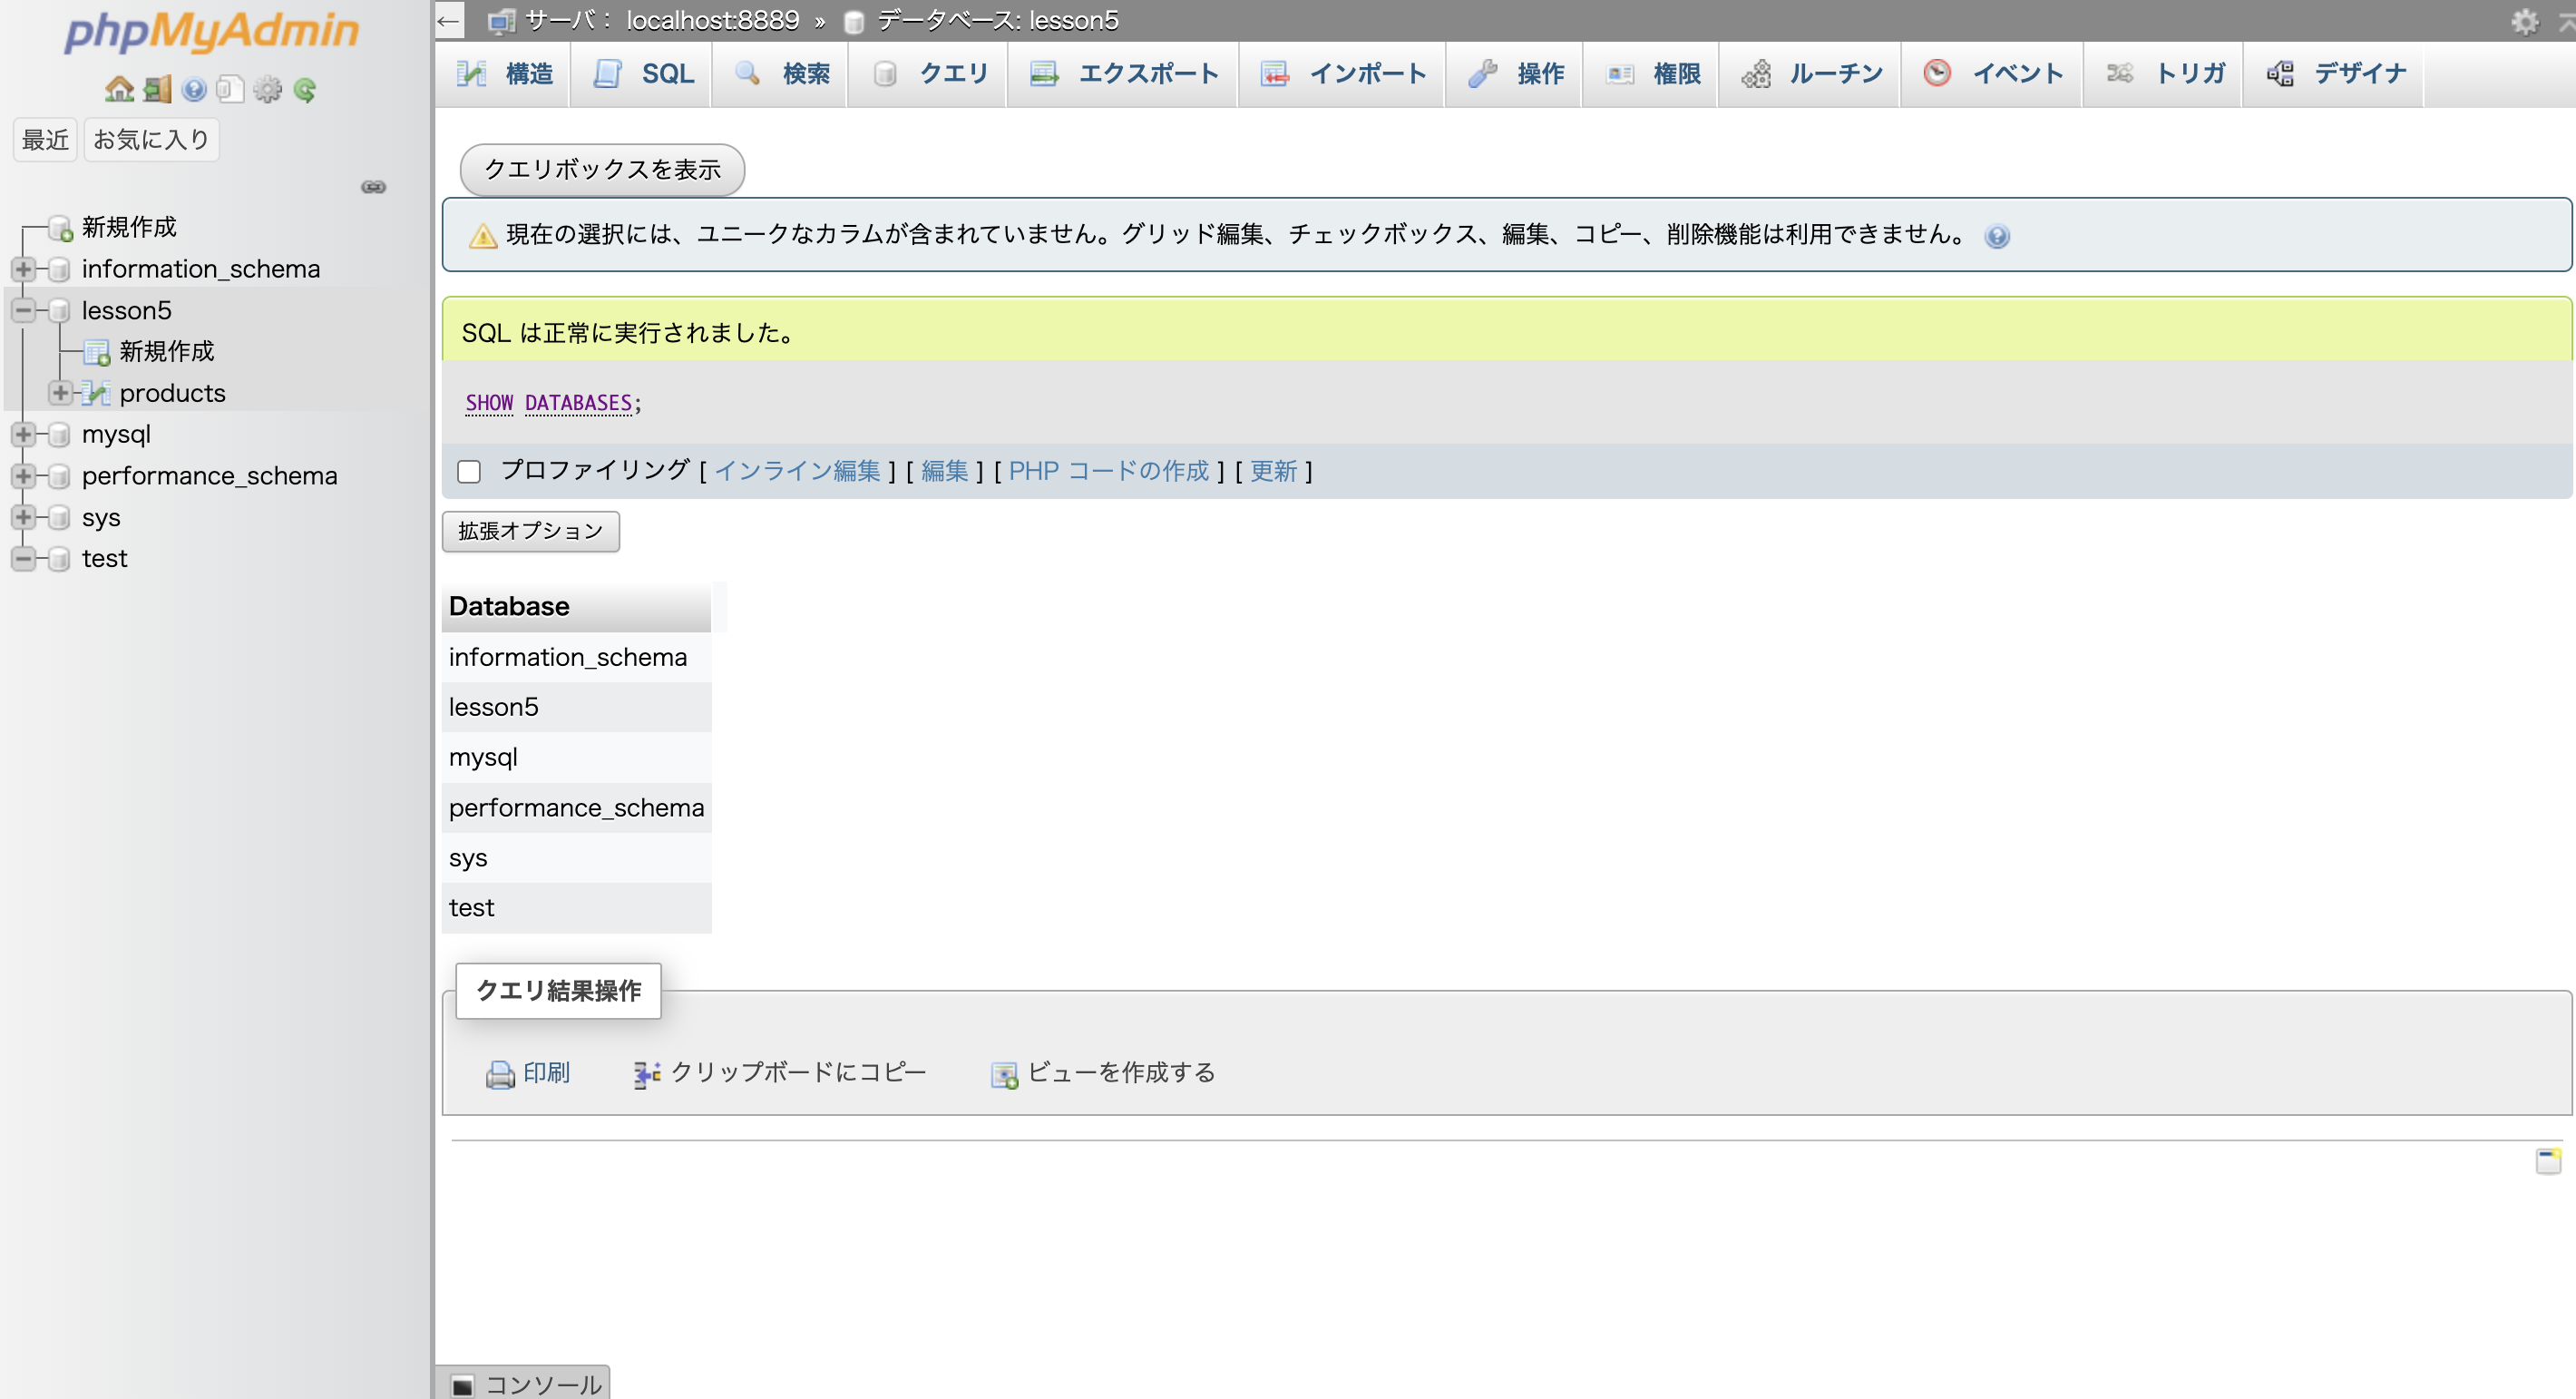 phpMyAdmin
最近 お気に入り
新規作成
information_schema
lesson5
新規作成
products
mysql
performance_schema
sys
test
サーバ： localhost:8889 » データベース: lesson5
構造 SQL 検索 クエリ エクスポート インポート 操作 権限 ルーチン イベント トリガ デザイナ
クエリボックスを表示
現在の選択には、ユニークなカラムが含まれていません。グリッド編集、チェックボックス、編集、コピー、削除機能は利用できません。
SQL は正常に実行されました。
SHOW DATABASES;
プロファイリング [ インライン編集 ] [ 編集 ] [ PHP コードの作成 ] [ 更新 ]
拡張オプション
Database
information_schema
lesson5
mysql
performance_schema
sys
test
クエリ結果操作
印刷 クリップボードにコピー ビューを作成する
コンソール